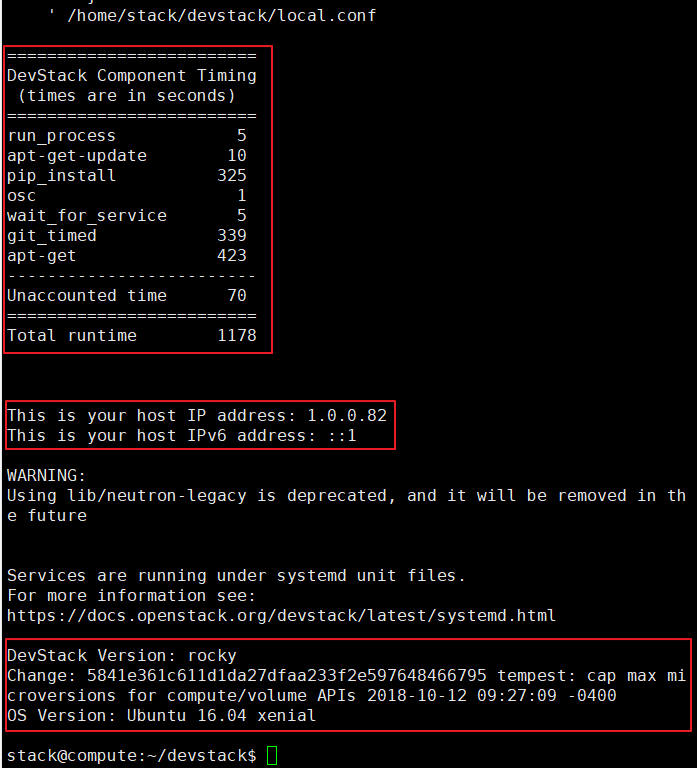 ' /home/stack/devstack/local.conf
=========================
DevStack Component Timing
 (times are in seconds)
=========================
run_process            5
apt-get-update        10
pip_install          325
osc                    1
wait_for_service       5
git_timed            339
apt-get              423
-------------------------
Unaccounted time      70
=========================
Total runtime        1178
This is your host IP address: 1.0.0.82
This is your host IPv6 address: ::1
WARNING:
Using lib/neutron-legacy is deprecated, and it will be removed in th
e future
Services are running under systemd unit files.
For more information see:
https://docs.openstack.org/devstack/latest/systemd.html
DevStack Version: rocky
Change: 5841e361c611d1da27dfaa233f2e597648466795 tempest: cap max mi
croversions for compute/volume APIs 2018-10-12 09:27:09 -0400
OS Version: Ubuntu 16.04 xenial
stack@compute:~/devstack$